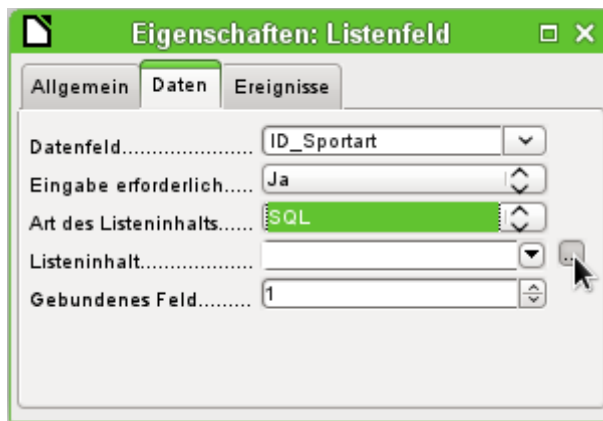 Eigenschaften: Listenfeld
Allgemein Daten Ereignisse
Datenfeld...................... ID_Sportart
Eingabe erforderlich..... Ja
Art des Listeninhalts...... SQL
Listeninhalt.................... ...
Gebundenes Feld......... 1